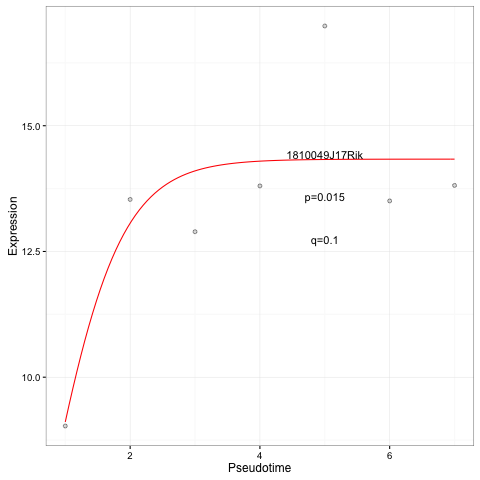 15.0
12.5
10.0
Expression
1810049J17Rik
p=0.015
q=0.1
2
4
6
Pseudotime